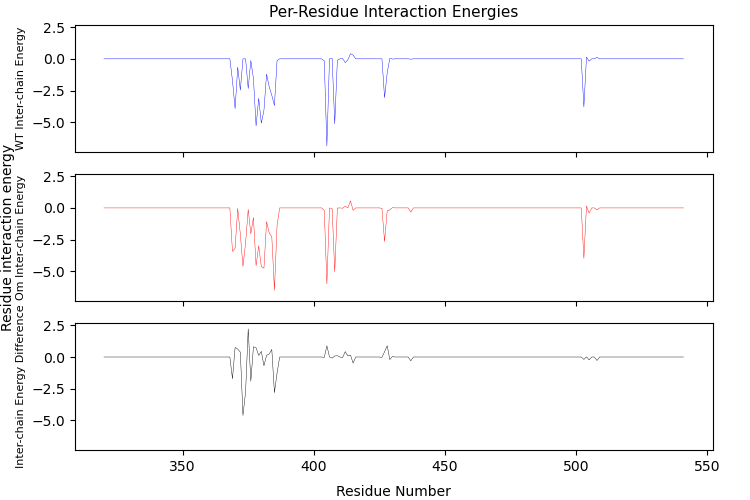 Per-Residue Interaction Energies
Residue interaction energy
WT Inter-chain Energy
2.5
0.0
−2.5
−5.0
Om Inter-chain Energy
2.5
0.0
−2.5
−5.0
Inter-chain Energy Difference
2.5
0.0
−2.5
−5.0
350
400
450
500
550
Residue Number